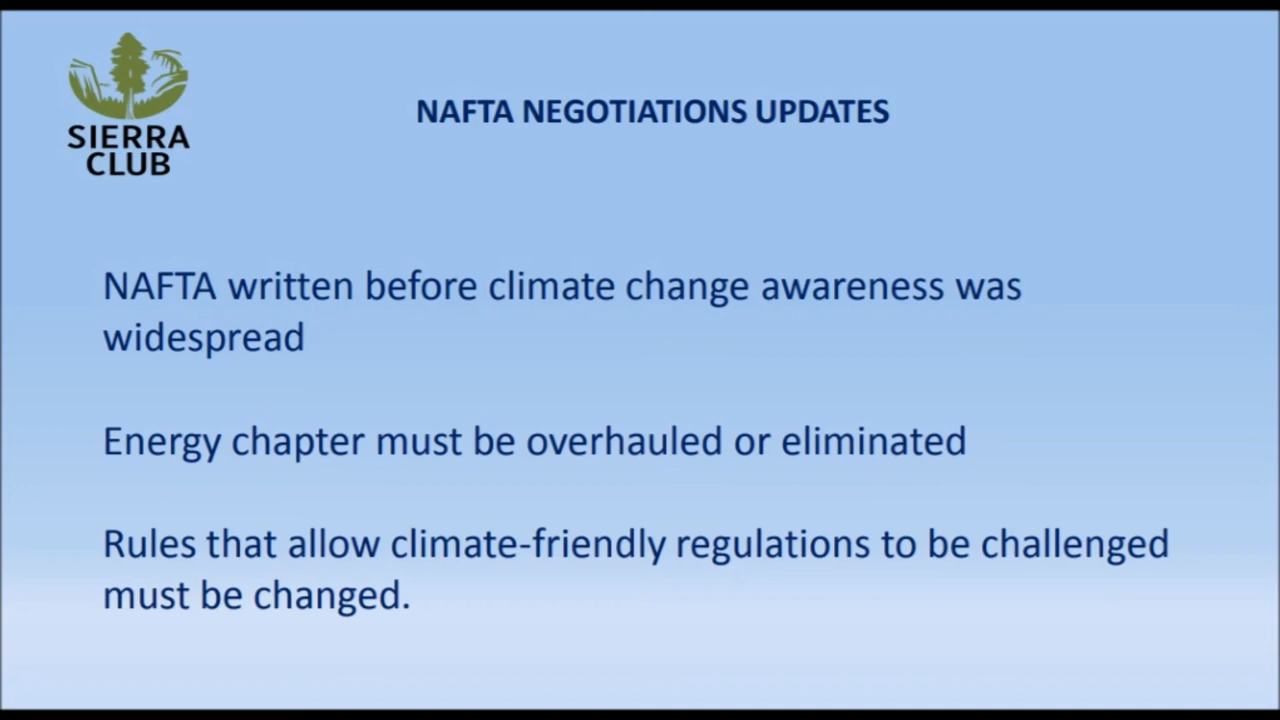 SIERRA
CLUB
NAFTA NEGOTIATIONS UPDATES
NAFTA written before climate change awareness was
widespread
Energy chapter must be overhauled or eliminated
Rules that allow climate-friendly regulations to be challenged
must be changed.